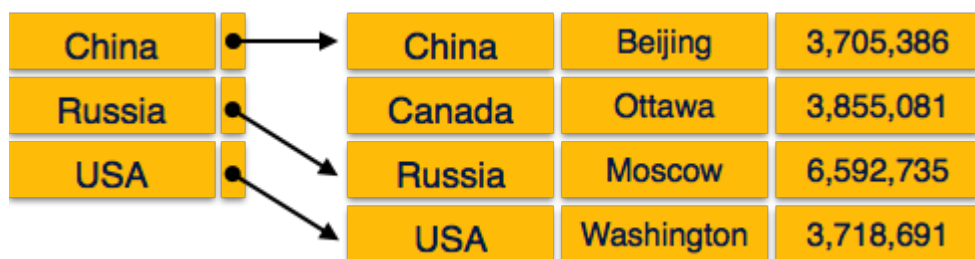 China China Beijing 3,705,386
Russia Canada Ottawa 3,855,081
USA Russia Moscow 6,592,735
USA Washington 3,718,691